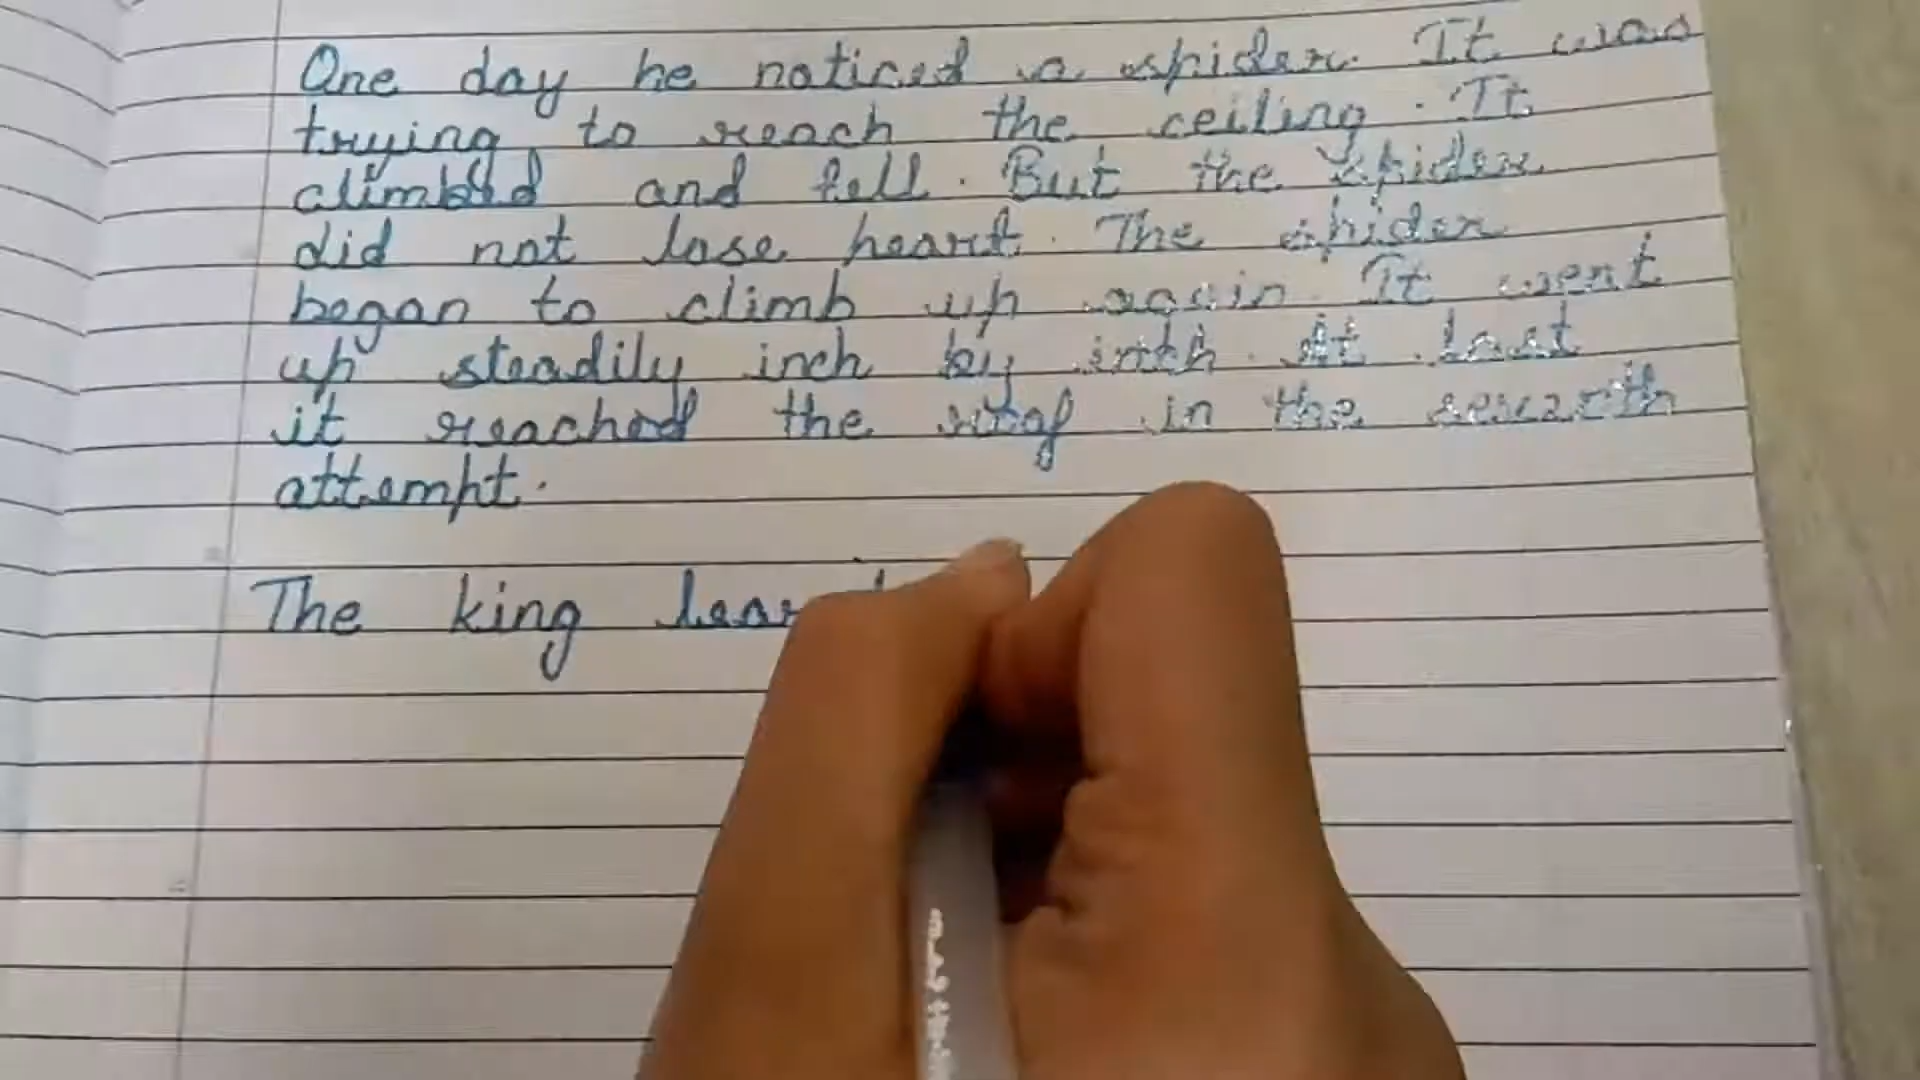 One day he noticed a spider. It was
trying to reach the ceiling. It
climbed and fell. But the spider
did not lose heart. The spider
began to climb up again. It went
up steadily inch by inch. At last
it reached the roof in the seventh
attempt.
The king